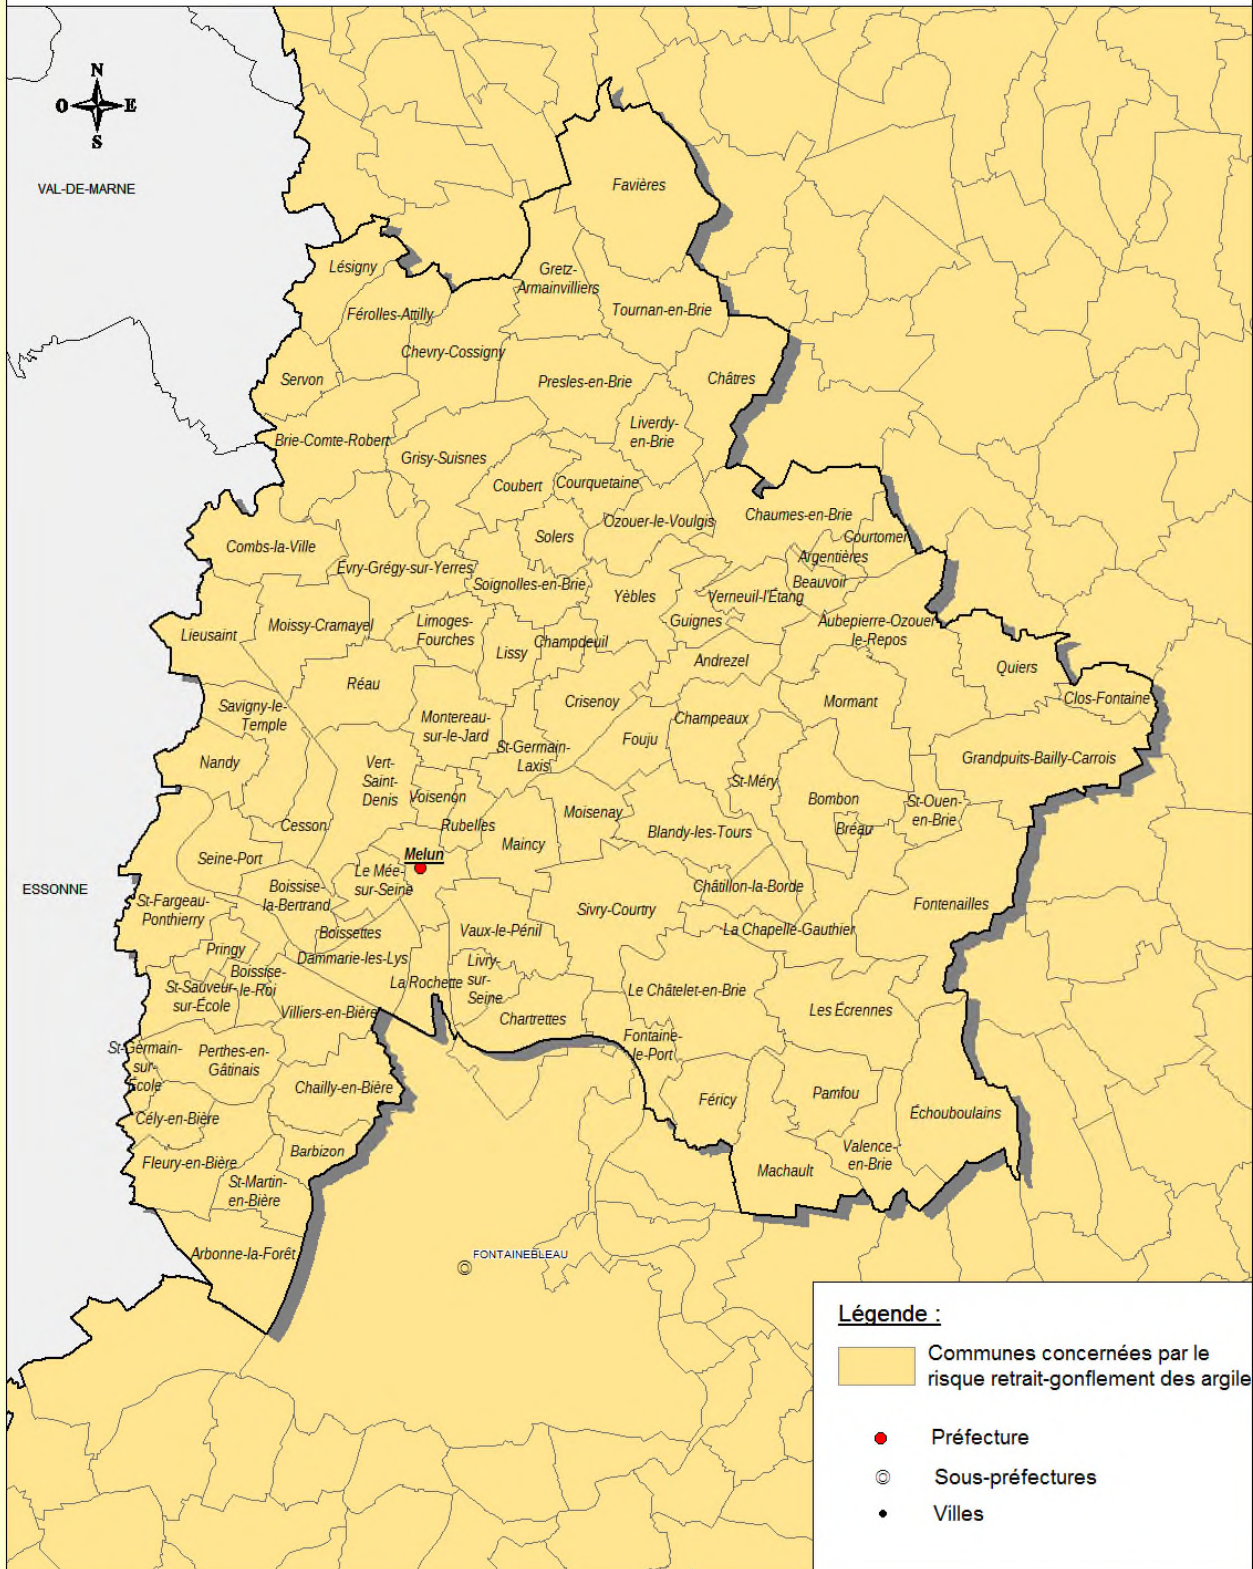 N
O
E
S
VAL-DE-MARNE
Favières
Lésigny
Gretz-
Armainvilliers
Férolles-Attilly
Tournan-en-Brie
Chevry-Cossigny
Servon
Presles-en-Brie
Châtres
Liverdy-
en-Brie
Brie-Comte-Robert
Grisy-Suisnes
Coubert
Courquetaine
Ozouer-le-Voulgis
Chaumes-en-Brie
Combs-la-Ville
Solers
Courtomer
Argentières
Évry-Grégy-sur-Yerres
Soignolles-en-Brie
Beauvoir
Yèbles
Verneuil-l'Étang
Lieusaint
Moissy-Cramayel
Limoges-
Fourches
Guignes
Aubepierre-Ozouer
le-Repos
Lissy
Champdeuil
Andrezel
Quiers
Réau
Clos-Fontaine
Savigny-le-
Temple
Crisenoy
Mormant
Montereau-
sur-le-Jard
Champeaux
Fouju
St-Germain-
Laxis
Nandy
Vert-
Saint-
Denis
Grandpuits-Bailly-Carrois
St-Méry
Voisenon
Bombon
St-Ouen-
en-Brie
Moisenay
Cesson
Rubelles
Blandy-les-Tours
Bréau
Maincy
Melun
Seine-Port
Le Mée-
sur-Seine
ESSONNE
Boissise-
la-Bertrand
Châtillon-la-Borde
St-Fargeau-
Ponthierry
Sivry-Courtry
Fontenailles
Boissettes
Vaux-le-Pénil
La Chapelle-Gauthier
Pringy
Dammarie-les-Lys
Livry-
sur-
Seine
Boissise-
le-Roi
La Rochette
St-Sauveur-
sur-École
Le Châtelet-en-Brie
Villiers-en-Bière
Les Écrennes
Chartrettes
Fontaine-
le-Port
St-Germain-
sur-
École
Perthes-en-
Gâtinais
Chailly-en-Bière
Féricy
Pamfou
Échouboulains
Cély-en-Bière
Barbizon
Valence-
en-Brie
Fleury-en-Bière
Machault
St-Martin-
en-Bière
Arbonne-la-Forêt
FONTAINEBLEAU
Légende :
Communes concernées par le
risque retrait-gonflement des argile
Préfecture
Sous-préfectures
Villes